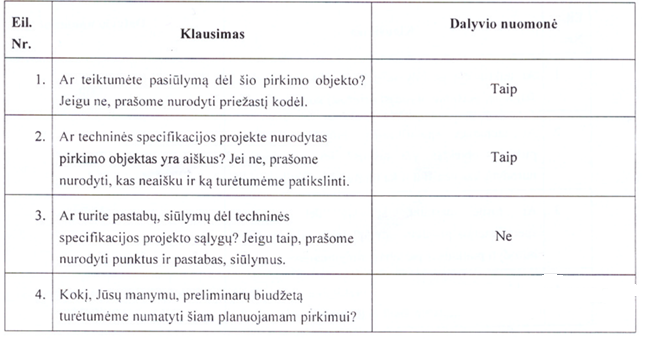 Eil.
Nr.
Klausimas
Dalyvio nuomonė
1. Ar teiktumėte pasiūlymą dėl šio pirkimo objekto?
Jeigu ne, prašome nurodyti priežastį kodėl.
Taip
2. Ar techninės specifikacijos projekte nurodytas
pirkimo objektas yra aiškus? Jei ne, prašome
nurodyti, kas neaišku ir ką turėtumėme patikslinti.
Taip
3. Ar turite pastabų, siūlymų dėl techninės
specifikacijos projekto sąlygų? Jeigu taip, prašome
nurodyti punktus ir pastabas, siūlymus.
Ne
4. Kokį, Jūsų manymu, preliminarų biudžetą
turėtumėme numatyti šiam planuojamam pirkimui?